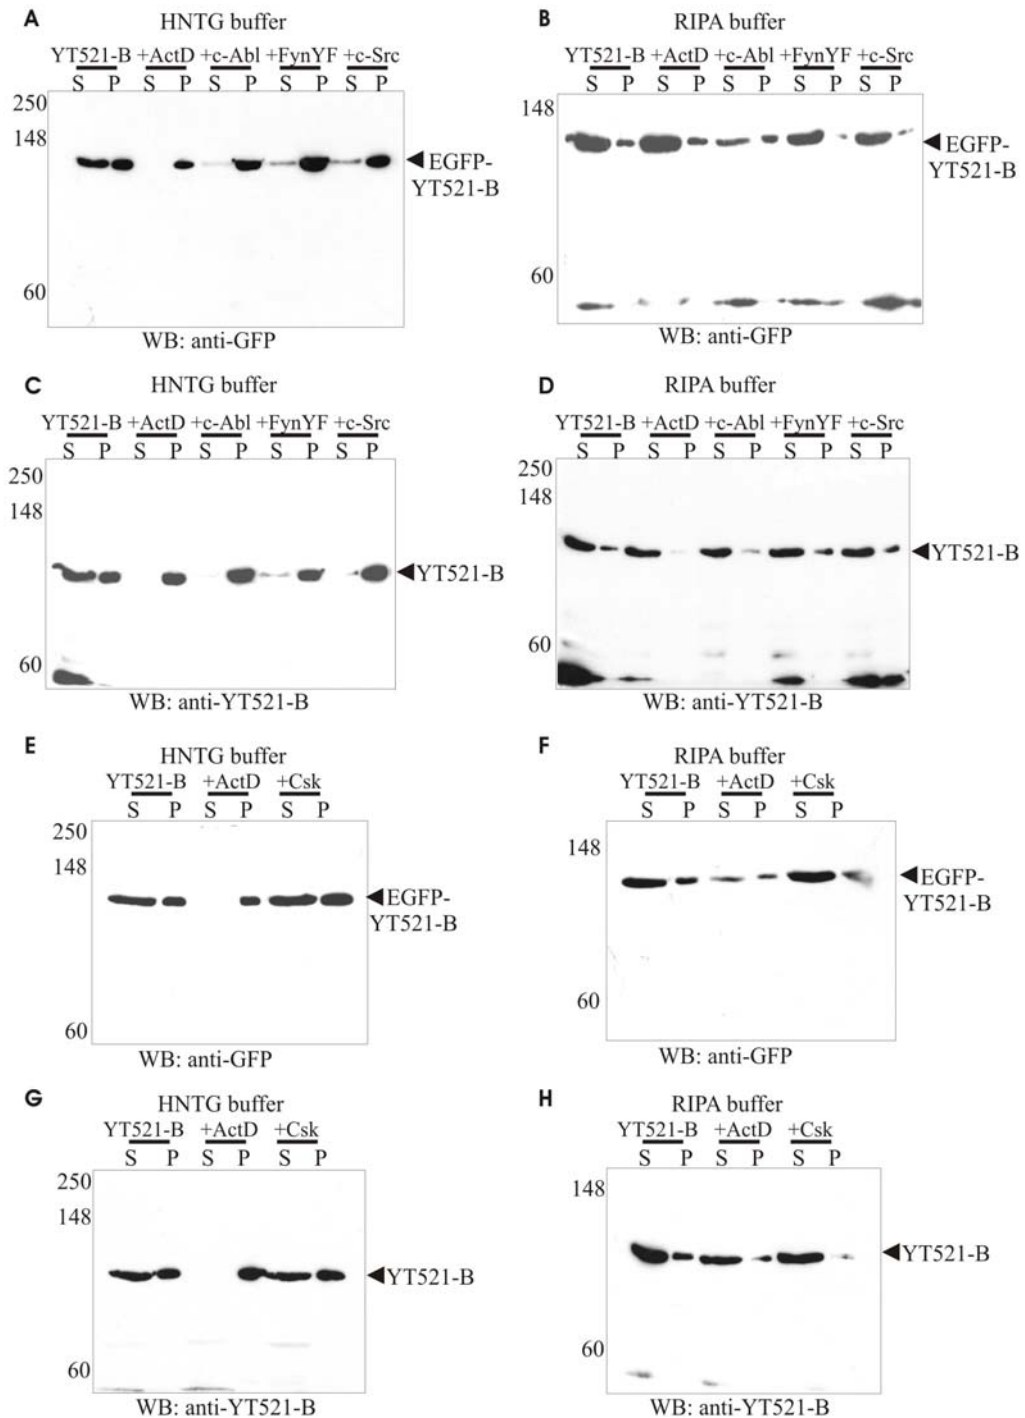 A
HNTG buffer
YT521-B +ActD +c-Abl +FynYF +c-Src
S P S P S P S P S P
250
148
60
EGFP-
YT521-B
WB: anti-GFP
B
RIPA buffer
YT521-B +ActD +c-Abl +FynYF +c-Src
S P S P S P S P S P
148
60
EGFP-
YT521-B
WB: anti-GFP
C
HNTG buffer
YT521-B +ActD +c-Abl +FynYF +c-Src
S P S P S P S P S P
250
148
60
YT521-B
WB: anti-YT521-B
D
RIPA buffer
YT521-B +ActD +c-Abl +FynYF +c-Src
S P S P S P S P S P
250
148
60
YT521-B
WB: anti-YT521-B
E
HNTG buffer
YT521-B +ActD +Csk
S P S P S P
250
148
60
EGFP-
YT521-B
WB: anti-GFP
F
RIPA buffer
YT521-B +ActD +Csk
S P S P S P
148
60
EGFP-
YT521-B
WB: anti-GFP
G
HNTG buffer
YT521-B +ActD +Csk
S P S P S P
250
148
60
YT521-B
WB: anti-YT521-B
H
RIPA buffer
YT521-B +ActD +Csk
S P S P S P
148
60
YT521-B
WB: anti-YT521-B